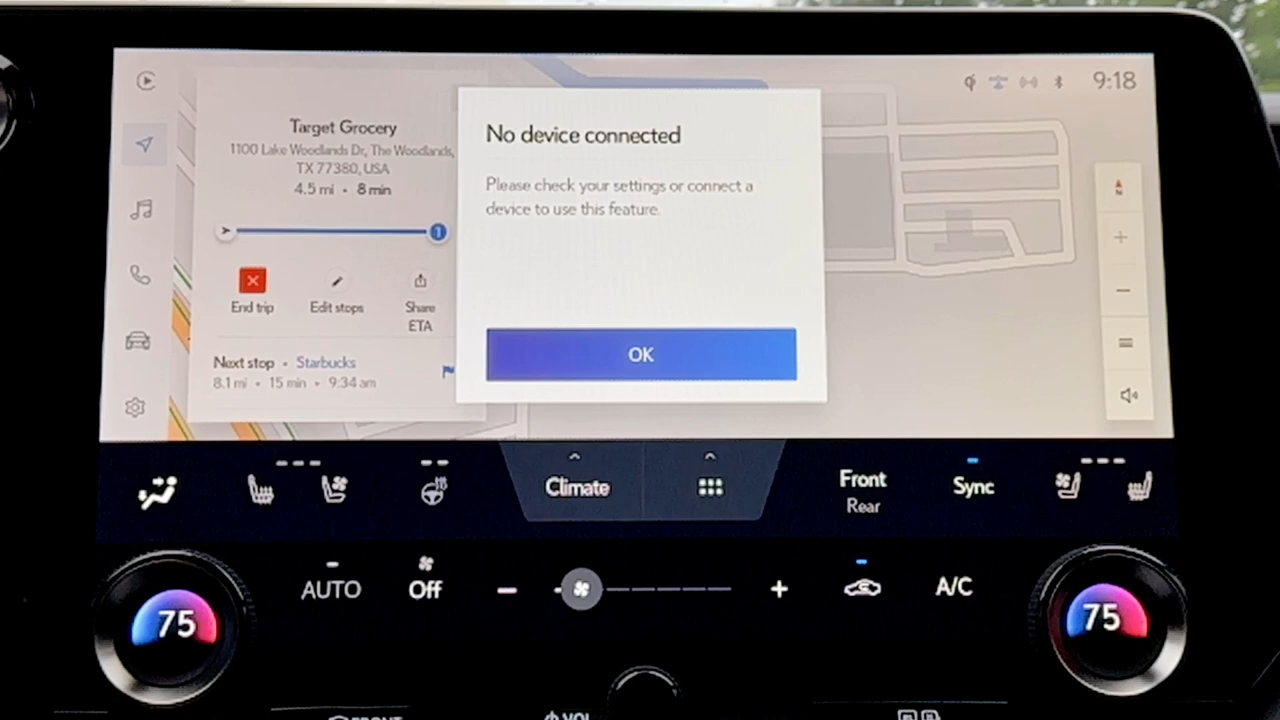 9:18
Target Grocery
1100 Lake Woodlands Dr, The Woodlands,
TX 77380, USA
4.5 mi • 8 min
1
End trip
Edit stops
Share
ETA
Next stop • Starbucks
8.1 mi • 15 min • 9:34 am
No device connected
Please check your settings or connect a
device to use this feature.
OK
N
Climate
Front
Rear
Sync
75
AUTO
Off
A/C
75
FRONT
VOL